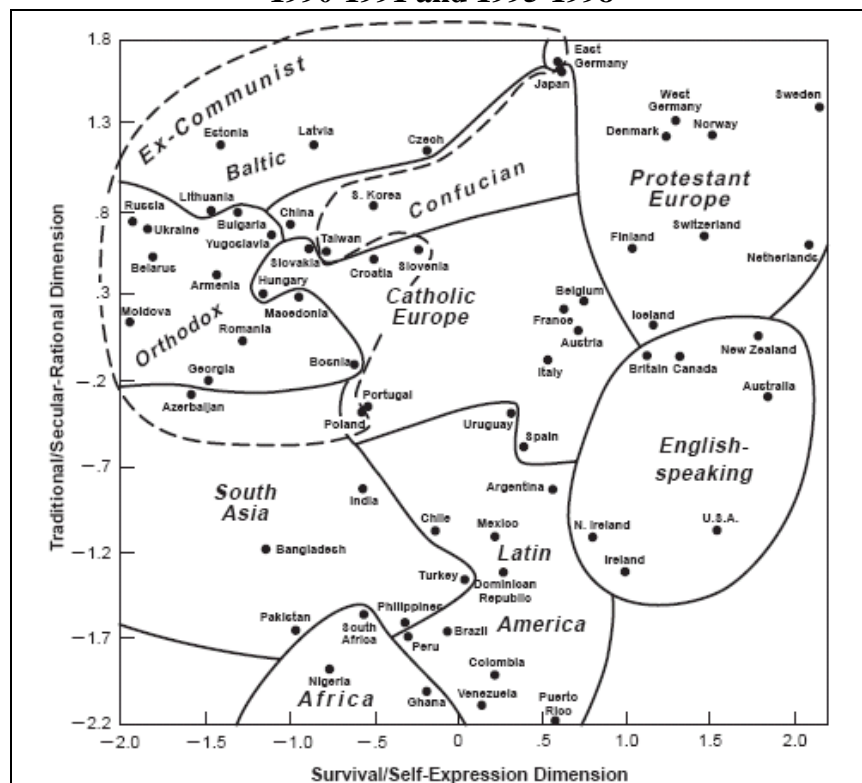 1990-1991 and 1995-1998
1.8
1.3
.8
.3
−.2
−.7
−1.2
−1.7
−2.2
Traditional/Secular-Rational Dimension
East
Germany
Japan
West
Germany
Sweden
Denmark
Norway
Ex-Communist
Estonia
Latvia
Czech
Baltic
Protestant
Europe
Confucian
S. Korea
Russia
Lithuania
China
Ukraine
Bulgaria
Yugoslavia
Taiwan
Switzerland
Belarus
Slovakia
Croatia
Slovenia
Finland
Netherlands
Armenia
Hungary
Macedonia
Catholic
Europe
Belgium
Moldova
France
Iceland
Orthodox
Romania
Austria
New Zealand
Bosnia
Italy
Britain
Canada
Georgia
Azerbaijan
Portugal
Poland
Australia
Uruguay
Spain
English-
speaking
South
Asia
India
Argentina
Chile
Mexico
N. Ireland
U.S.A.
Latin
Bangladesh
Turkey
Dominican
Republic
Ireland
Philippines
America
Pakistan
South
Africa
Peru
Brazil
Nigeria
Colombia
Africa
Ghana
Venezuela
Puerto
Rico
−2.0
−1.5
−1.0
−.5
0
.5
1.0
1.5
2.0
Survival/Self-Expression Dimension